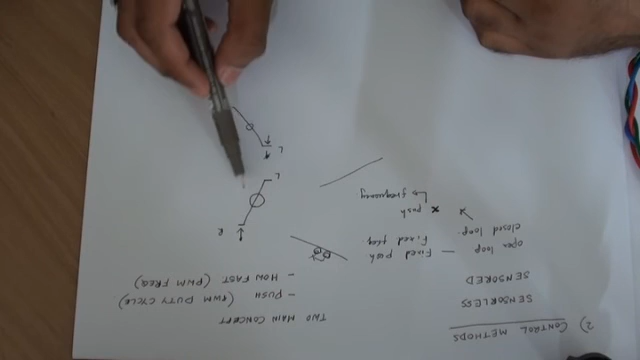 2) CONTROL METHODS
SENSORLESS
SENSORED
open loop — Fixed push
Fixed freq
closed loop
push
↳ frequency
TWO MAIN CONCEPT
- PUSH (PWM DUTY CYCLE)
- HOW FAST (PWM FREQ)
R
L
L